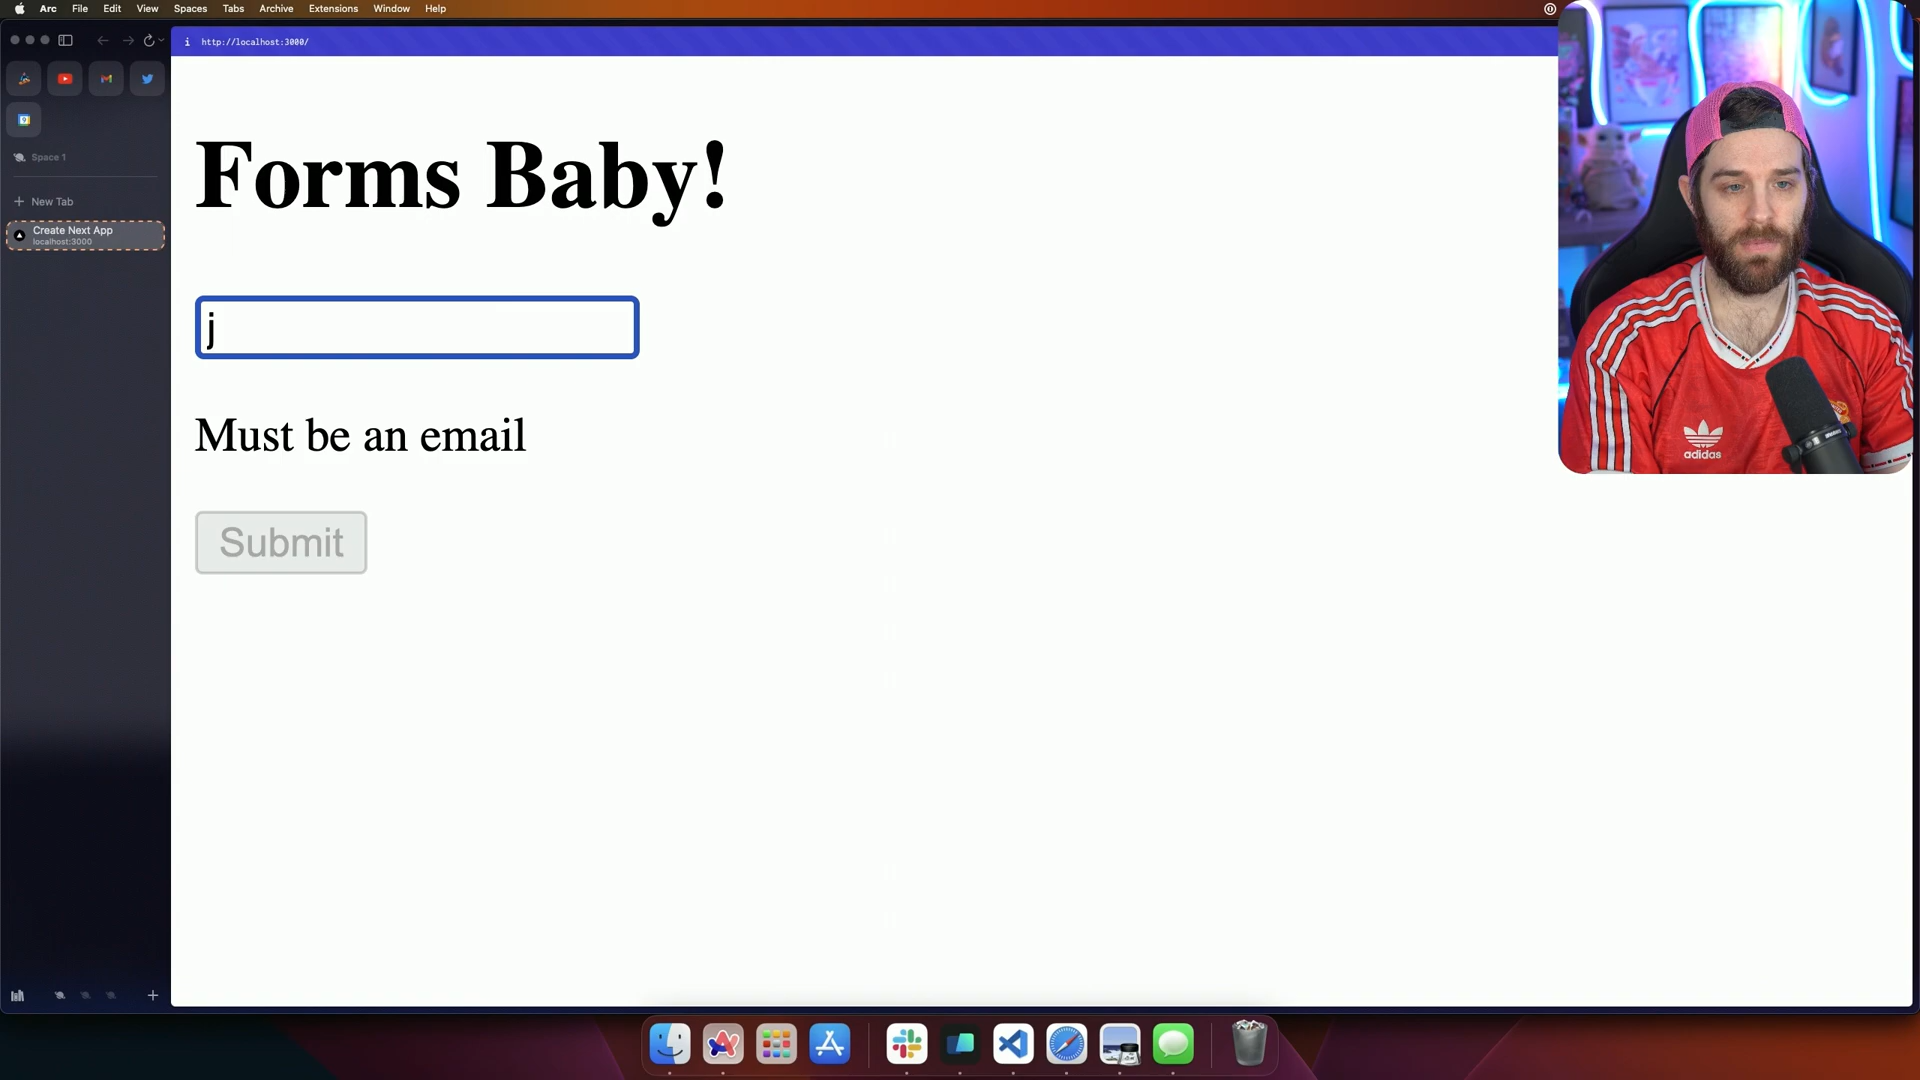 Arc File Edit View Spaces Tabs Archive Extensions Window Help
http://localhost:3000/
Space 1
New Tab
Create Next App
localhost:3000
Forms Baby!
j
Must be an email
Submit
adidas